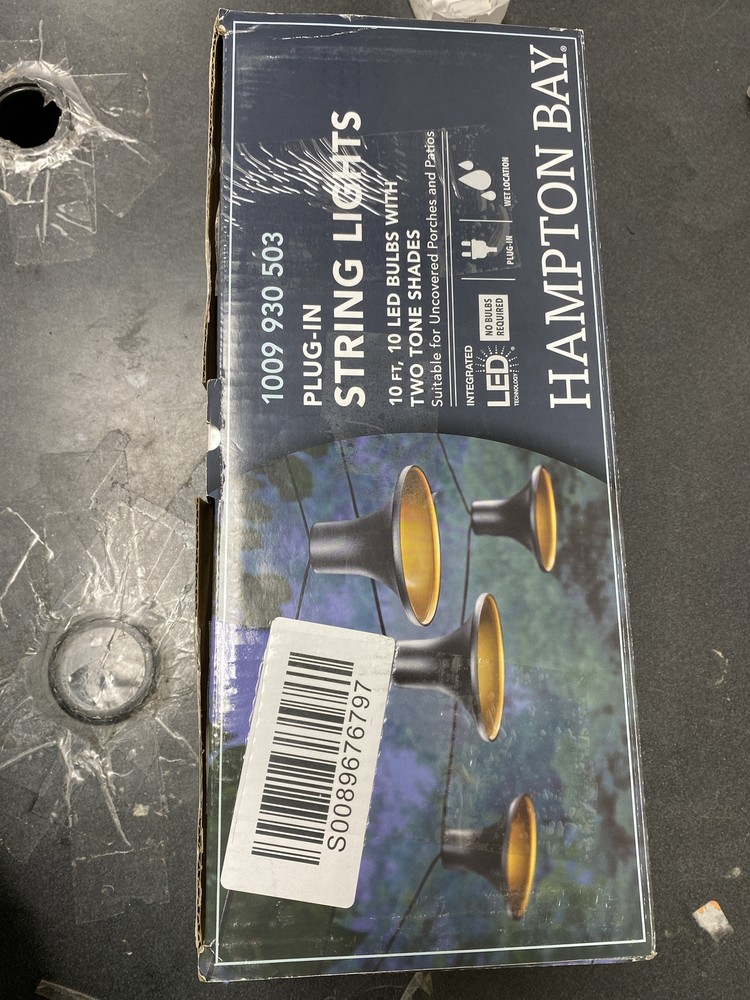 HAMPTON BAY®
1009 930 503
PLUG-IN
STRING LIGHTS
10 FT, 10 LED BULBS WITH
TWO TONE SHADES
Suitable for Uncovered Porches and Patios
INTEGRATED
LED®
TECHNOLOGY
NO BULBS
REQUIRED
PLUG-IN
WET LOCATION
S0089676797